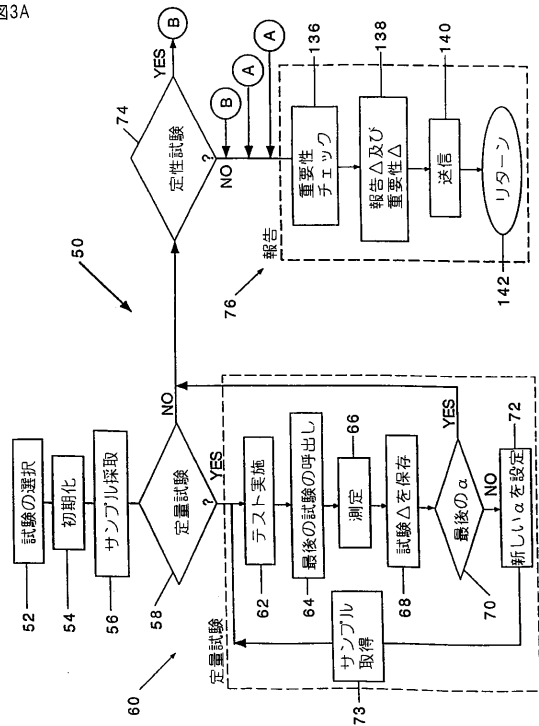 図3A
50
試験の選択
52
初期化
54
サンプル採取
56
定量試験
?
58
NO
YES
60
定量試験
テスト実施
62
最後の試験の呼出し
64
測定
66
試験Δを保存
68
最後のα
70
YES
NO
新しいαを設定
72
サンプル
取得
73
定性試験
?
74
YES
B
NO
B
A
A
76
報告
重要性
チェック
136
報告Δ及び
重要性Δ
138
送信
140
リターン
142